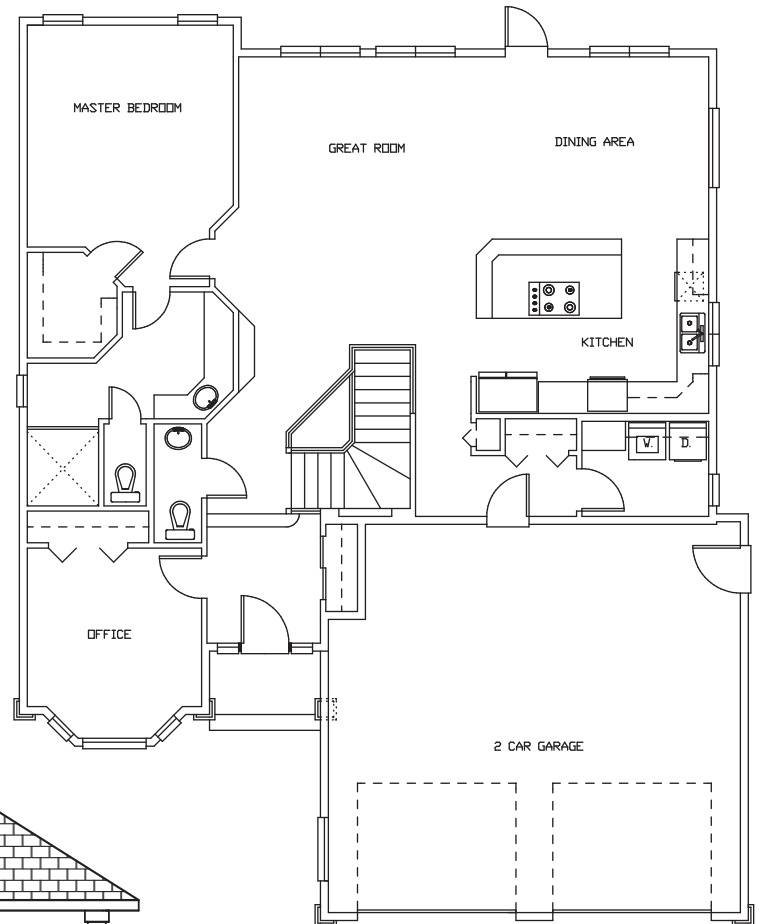 MASTER BEDROOM
GREAT ROOM
DINING AREA
KITCHEN
W.
D.
OFFICE
2 CAR GARAGE